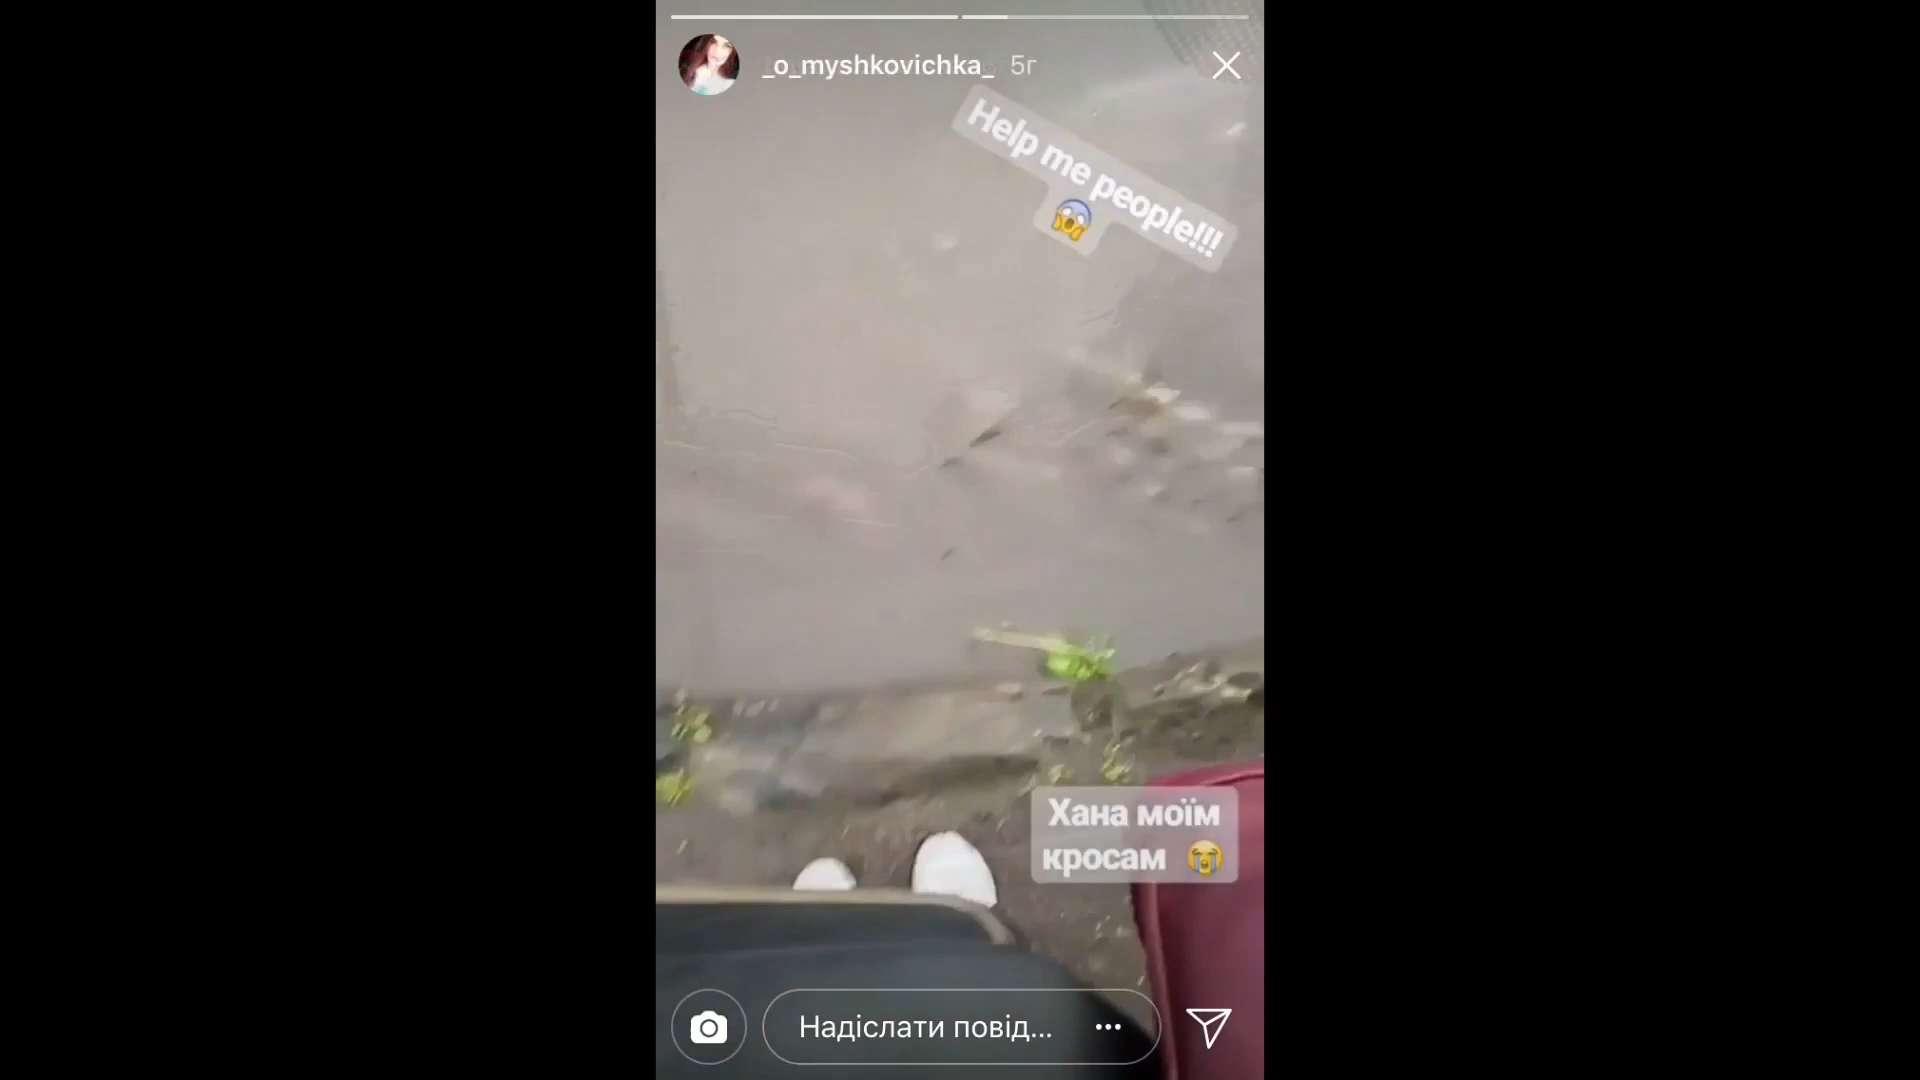 _o_myshkovichka_ 5г
Help me people!!!
😱
Хана моїм
кросам 😭
Надіслати повід...